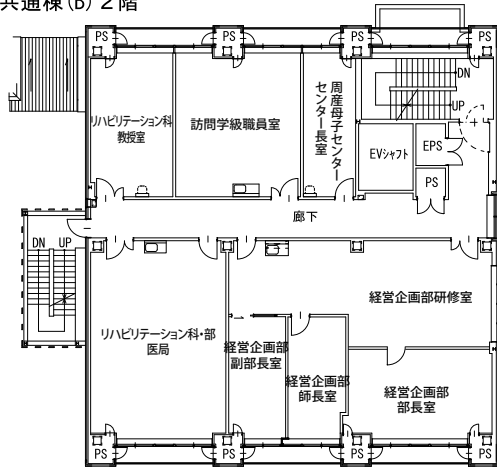 共通棟(B)2階
PS
PS
PS
PS
DN
UP
リハビリテーション科
教授室
訪問学級職員室
周産母子センター
センター長室
EVシャフト
EPS
PS
廊下
DN UP
リハビリテーション科・部
医局
経営企画部研修室
経営企画部
副部長室
経営企画部
師長室
経営企画部
部長室
PS
PS
PS
PS